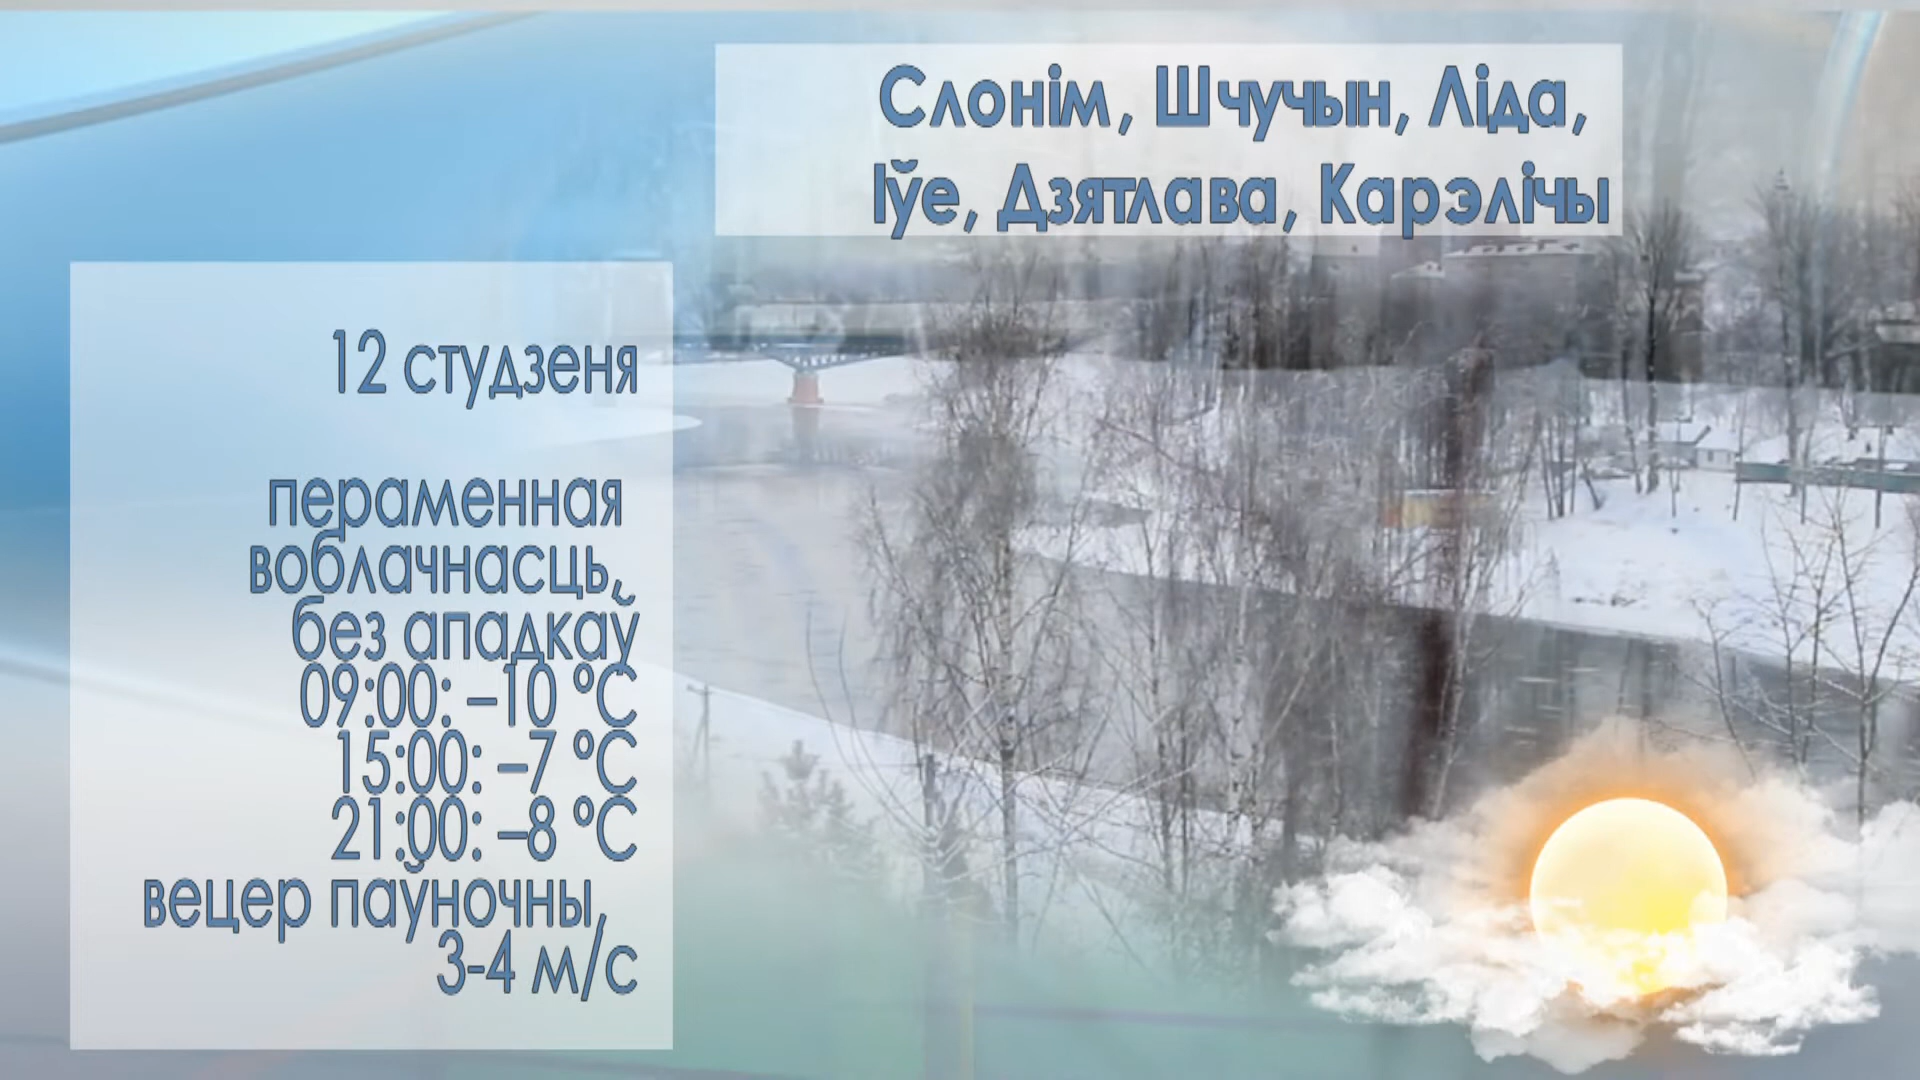 Слонім, Шчучын, Ліда,
Іўе, Дзятлава, Карэлічы
12 студзеня
пераменная
воблачнасць,
без ападкаў
09:00: –10 °C
15:00: –7 °C
21:00: –8 °C
вецер паўночны,
3-4 м/с